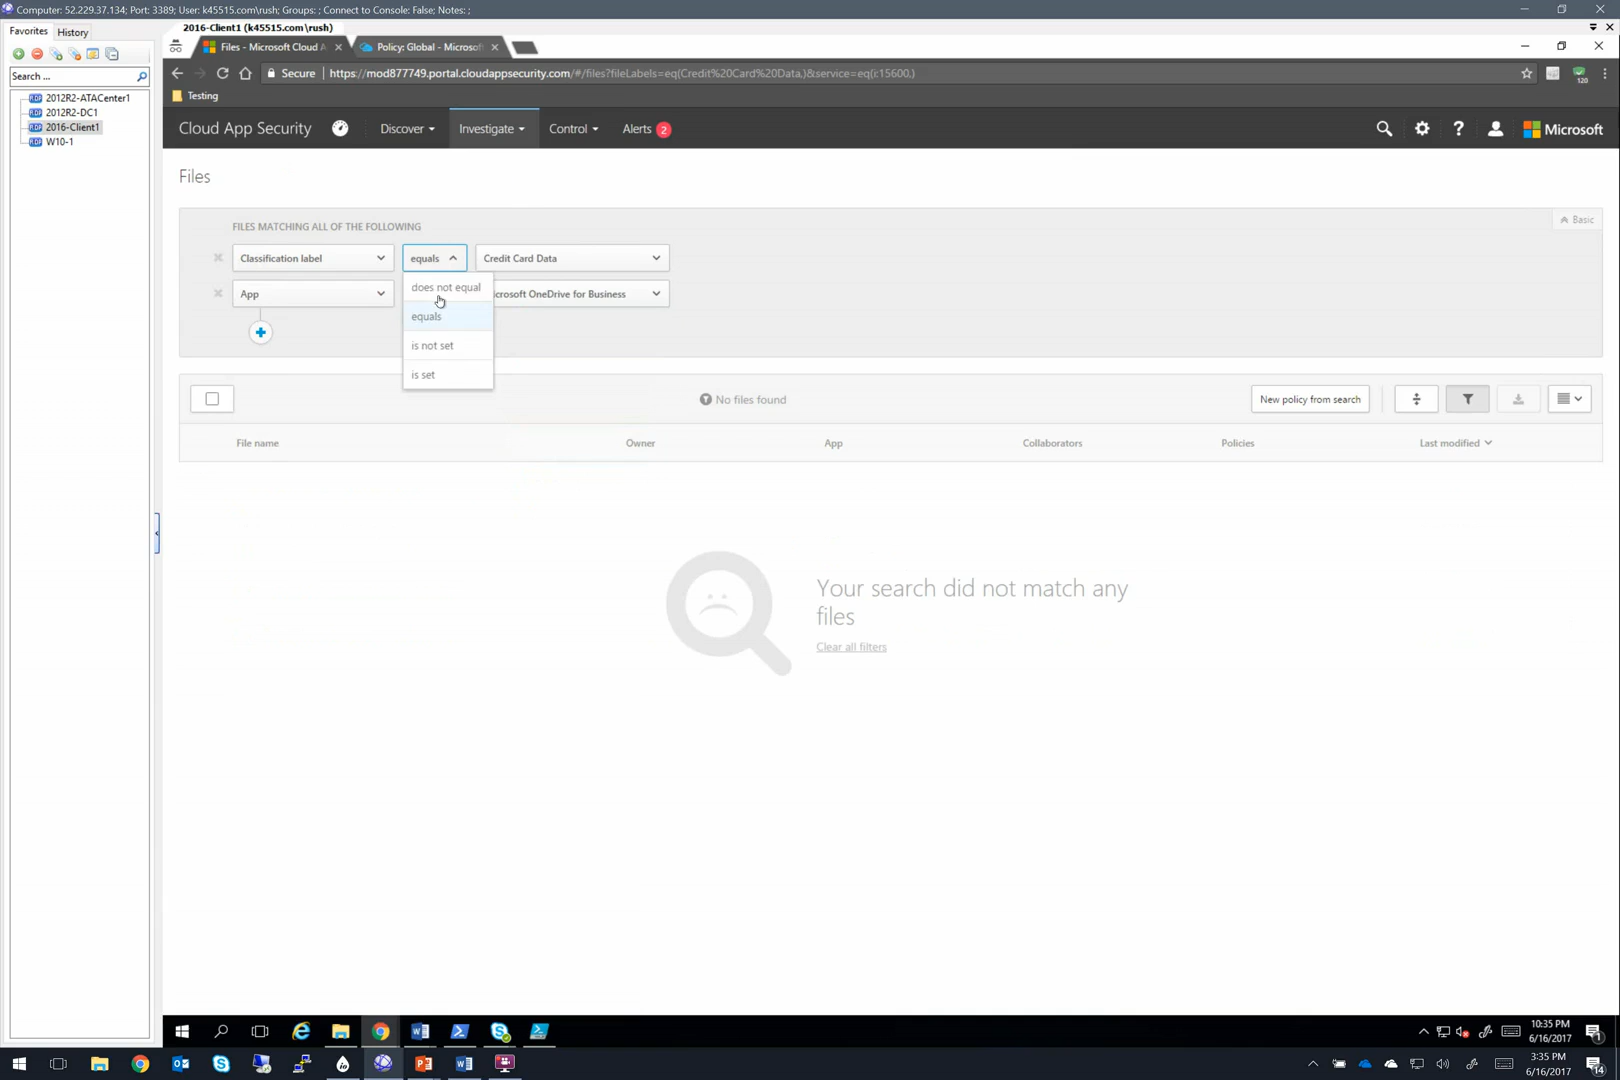 Computer: 52.229.37.134; Port: 3389; User: k45515.com\rush; Groups: ; Connect to Console: False; Notes: ;
Favorites History
2016-Client1 (k45515.com\rush)
Files - Microsoft Cloud A
Policy: Global - Microsof
Search ...
2012R2-ATACenter1
2012R2-DC1
2016-Client1
W10-1
Secure https://mod877749.portal.cloudappsecurity.com/#/files?fileLabels=eq(Credit%20Card%20Data,)&service=eq(i:15600,)
120
Testing
Cloud App Security Discover Investigate Control Alerts 2 ? Microsoft
Files
FILES MATCHING ALL OF THE FOLLOWING
Basic
Classification label equals Credit Card Data
App icrosoft OneDrive for Business
does not equal
equals
is not set
is set
No files found
New policy from search
File name Owner App Collaborators Policies Last modified
Your search did not match any
files
Clear all filters
10:35 PM
6/16/2017
1
3:35 PM
6/16/2017
14